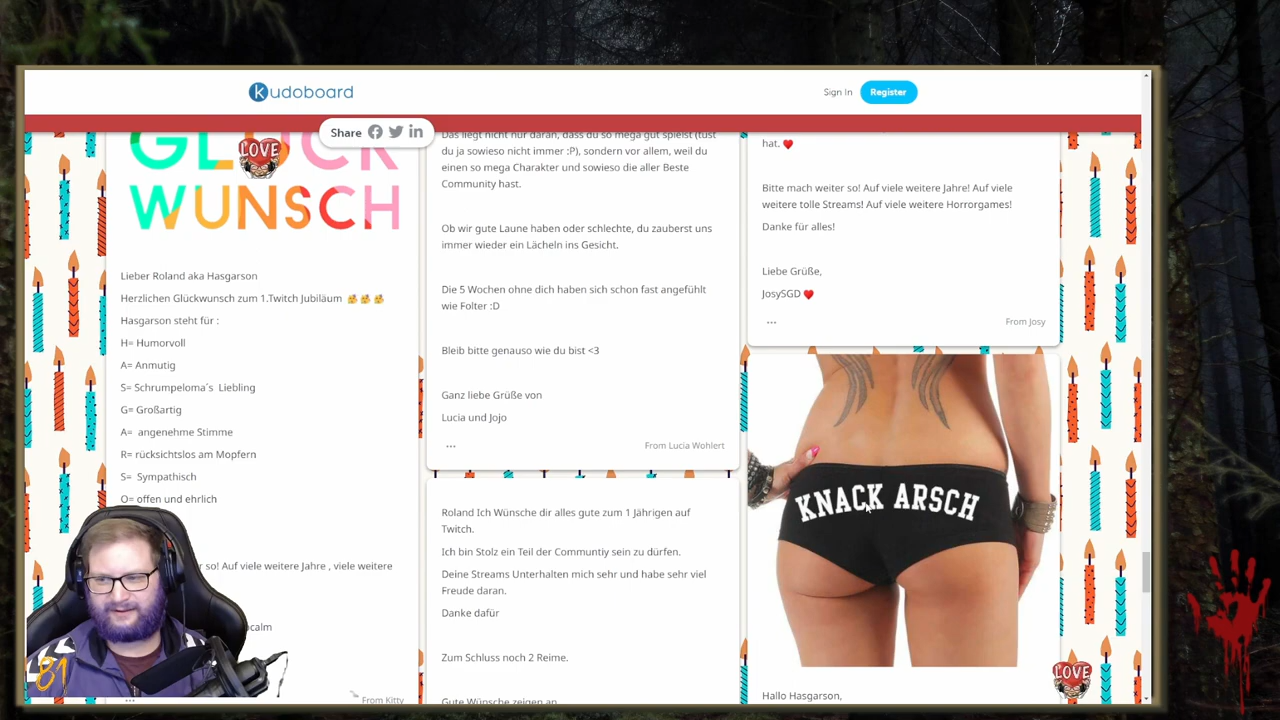 kudoboard
Sign In
Register
Share
GLÜCK
WUNSCH
LOVE
Lieber Roland aka Hasgarson
Herzlichen Glückwunsch zum 1.Twitch Jubiläum 🥳 🥳 🥳
Hasgarson steht für :
H= Humorvoll
A= Anmutig
S= Schrumpeloma´s Liebling
G= Großartig
A= angenehme Stimme
R= rücksichtslos am Mopfern
S= Sympathisch
O= offen und ehrlich
r so! Auf viele weitere Jahre , viele weitere
calm
From Kitty
81
Das liegt nicht nur daran, dass du so mega gut spielst (tust
du ja sowieso nicht immer :P), sondern vor allem, weil du
einen so mega Charakter und sowieso die aller Beste
Community hast.
Ob wir gute Laune haben oder schlechte, du zauberst uns
immer wieder ein Lächeln ins Gesicht.
Die 5 Wochen ohne dich haben sich schon fast angefühlt
wie Folter :D
Bleib bitte genauso wie du bist <3
Ganz liebe Grüße von
Lucia und Jojo
...
From Lucia Wohlert
Roland Ich Wünsche dir alles gute zum 1 Jährigen auf
Twitch.
Ich bin Stolz ein Teil der Communtiy sein zu dürfen.
Deine Streams Unterhalten mich sehr und habe sehr viel
Freude daran.
Danke dafür
Zum Schluss noch 2 Reime.
Gute Wünsche zeigen an
hat. ❤
Bitte mach weiter so! Auf viele weitere Jahre! Auf viele
weitere tolle Streams! Auf viele weitere Horrorgames!
Danke für alles!
Liebe Grüße,
JosySGD ❤
...
From Josy
KNACK ARSCH
LOVE
Hallo Hasgarson,